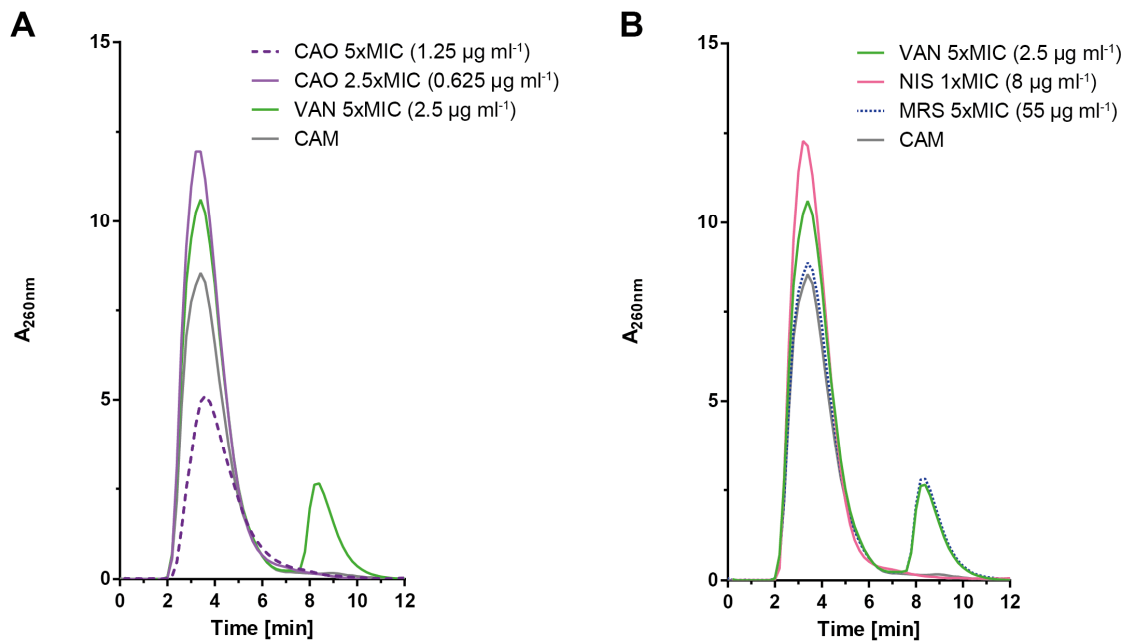 A
CAO 5xMIC (1.25 µg ml-1)
CAO 2.5xMIC (0.625 µg ml-1)
VAN 5xMIC (2.5 µg ml-1)
CAM
A260nm
15
10
5
0
0 2 4 6 8 10 12
Time [min]
B
VAN 5xMIC (2.5 µg ml-1)
NIS 1xMIC (8 µg ml-1)
MRS 5xMIC (55 µg ml-1)
CAM
A260nm
15
10
5
0
0 2 4 6 8 10 12
Time [min]